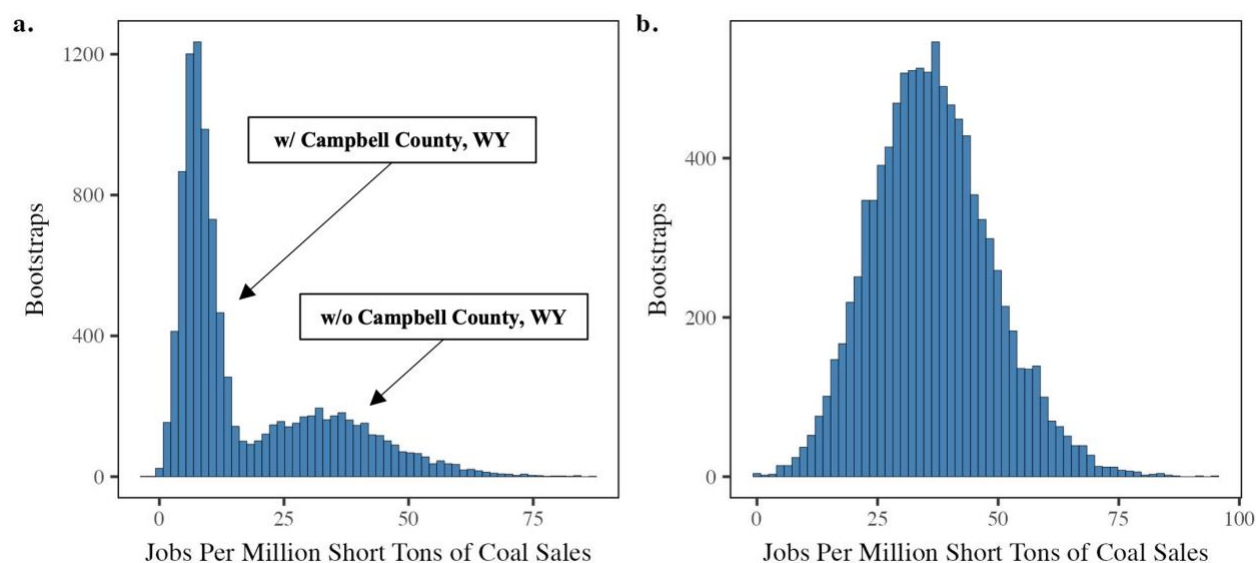 a.
1200
800
400
0
Bootstraps
w/ Campbell County, WY
w/o Campbell County, WY
0 25 50 75
Jobs Per Million Short Tons of Coal Sales
b.
400
200
0
Bootstraps
0 25 50 75 100
Jobs Per Million Short Tons of Coal Sales